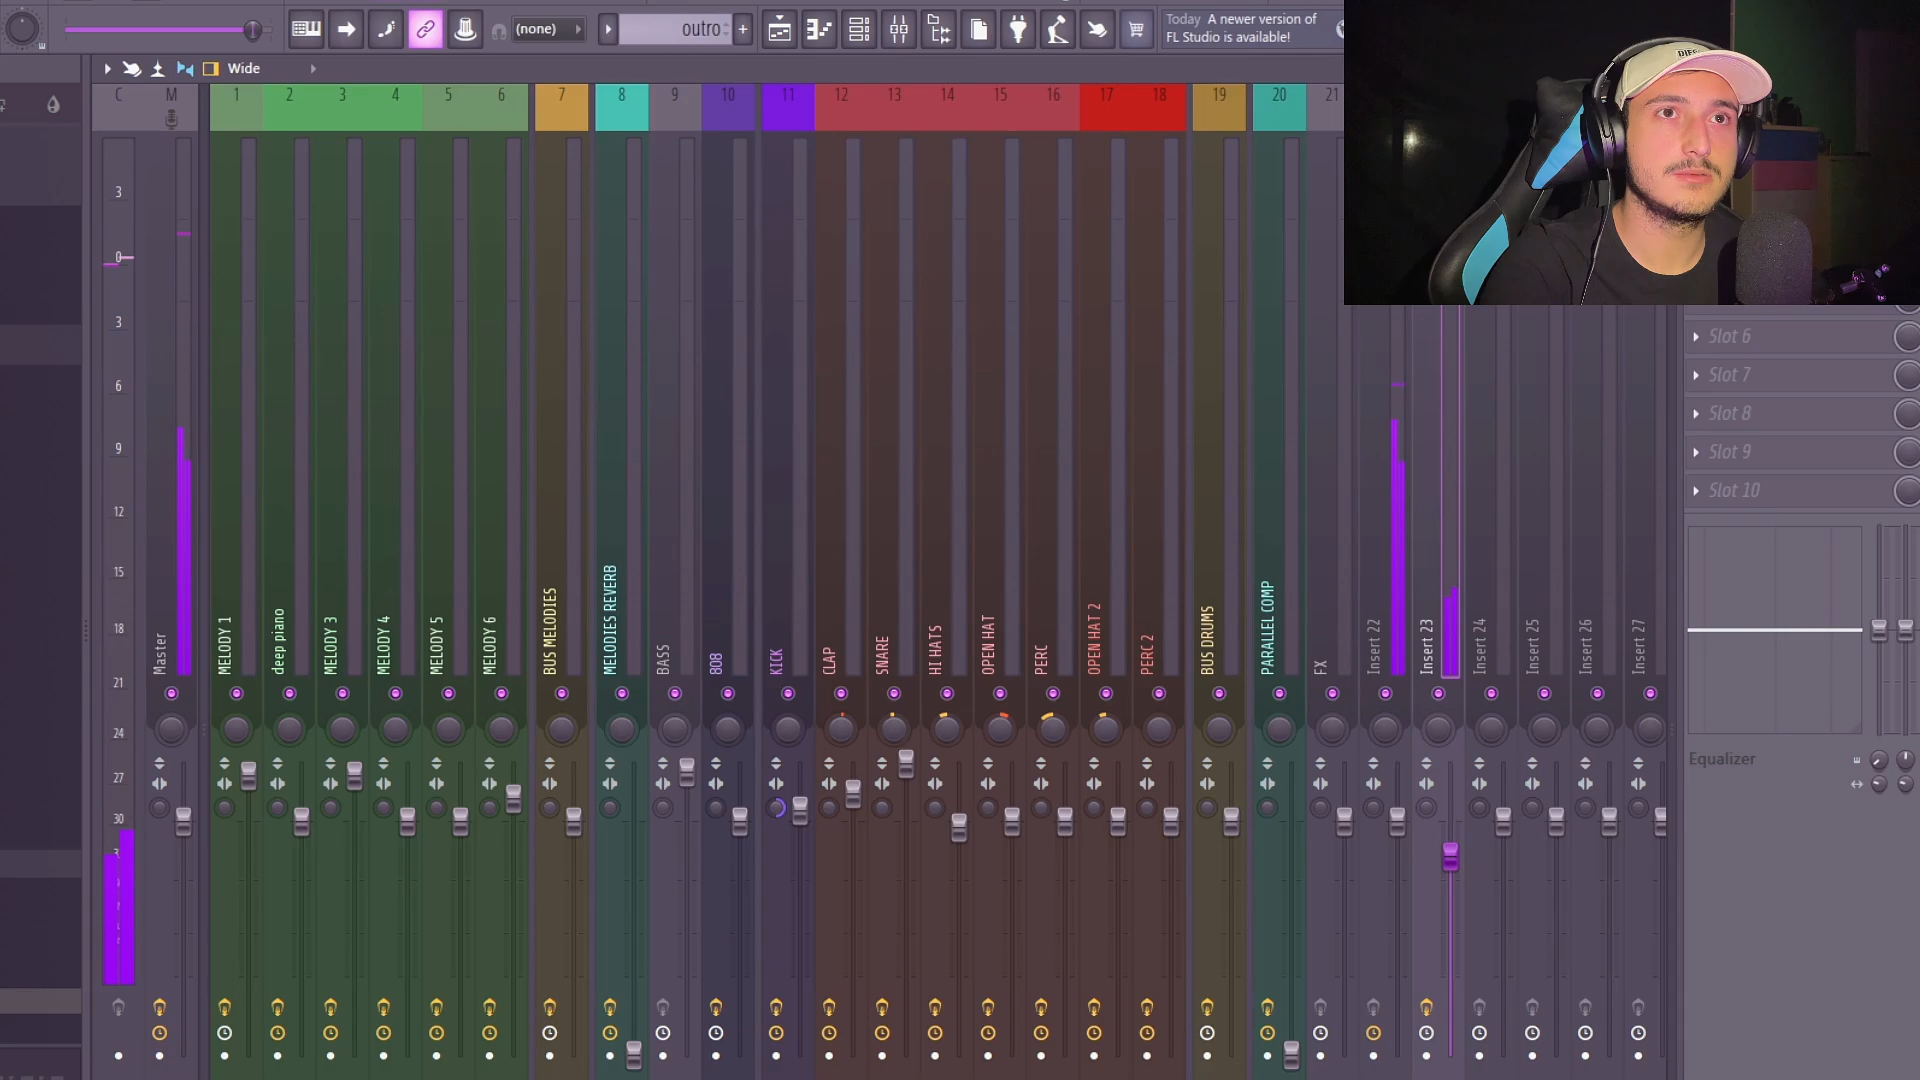 (none)
outro
+
Today A newer version of
FL Studio is available!
Wide
C M 1 2 3 4 5 6 7 8 9 10 11 12 13 14 15 16 17 18 19 20 21
3
0
3
6
9
12
15
18
21
24
27
30
Master
MELODY 1
deep piano
MELODY 3
MELODY 4
MELODY 5
MELODY 6
BUS MELODIES
MELODIES REVERB
BASS
808
KICK
CLAP
SNARE
HI HATS
OPEN HAT
PERC
OPEN HAT 2
PERC 2
BUS DRUMS
PARALLEL COMP
FX
Insert 22
Insert 23
Insert 24
Insert 25
Insert 26
Insert 27
Slot 6
Slot 7
Slot 8
Slot 9
Slot 10
Equalizer